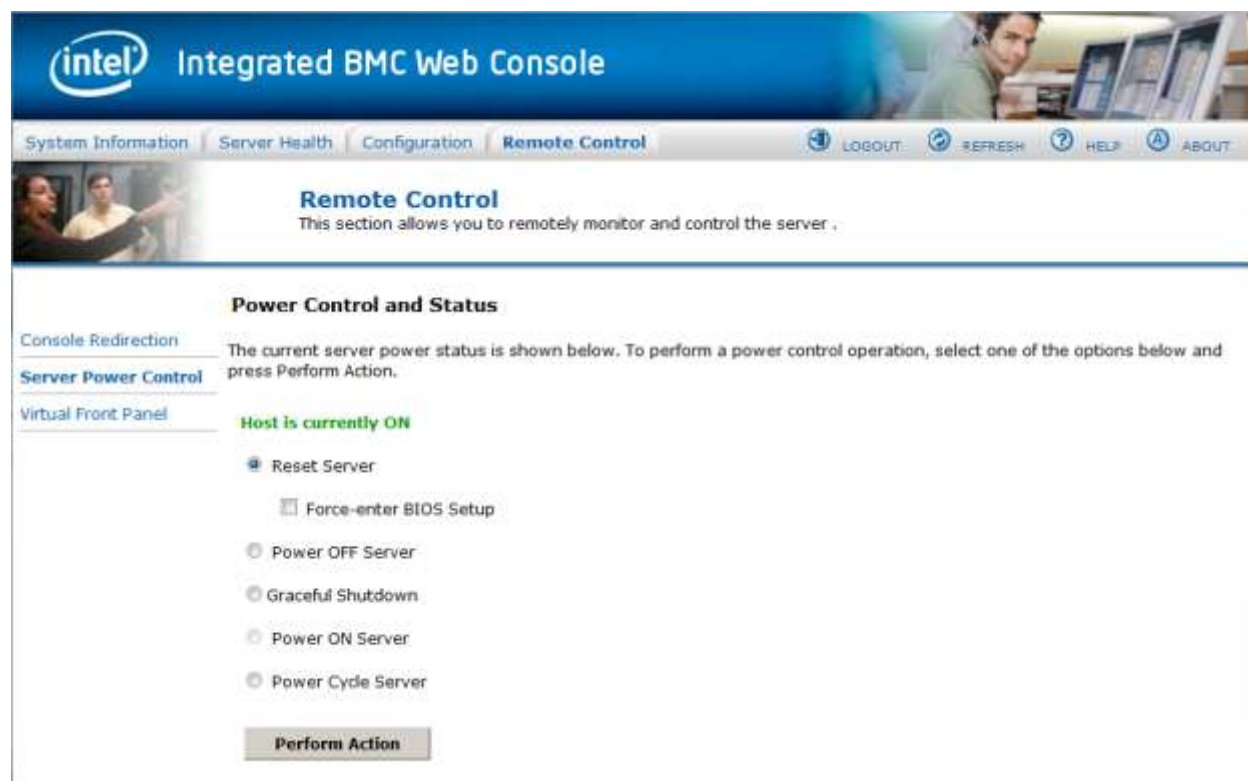 intel Integrated BMC Web Console
System Information Server Health Configuration Remote Control LOGOUT REFRESH HELP ABOUT
Remote Control
This section allows you to remotely monitor and control the server .
Console Redirection
Server Power Control
Virtual Front Panel
Power Control and Status
The current server power status is shown below. To perform a power control operation, select one of the options below and
press Perform Action.
Host is currently ON
Reset Server
Force-enter BIOS Setup
Power OFF Server
Graceful Shutdown
Power ON Server
Power Cycle Server
Perform Action